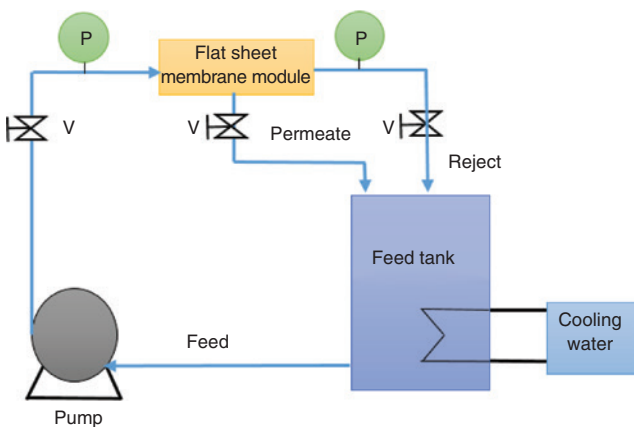 P
P
Flat sheet
membrane module
V
V
V
Permeate
Reject
Feed tank
Cooling
water
Feed
Pump